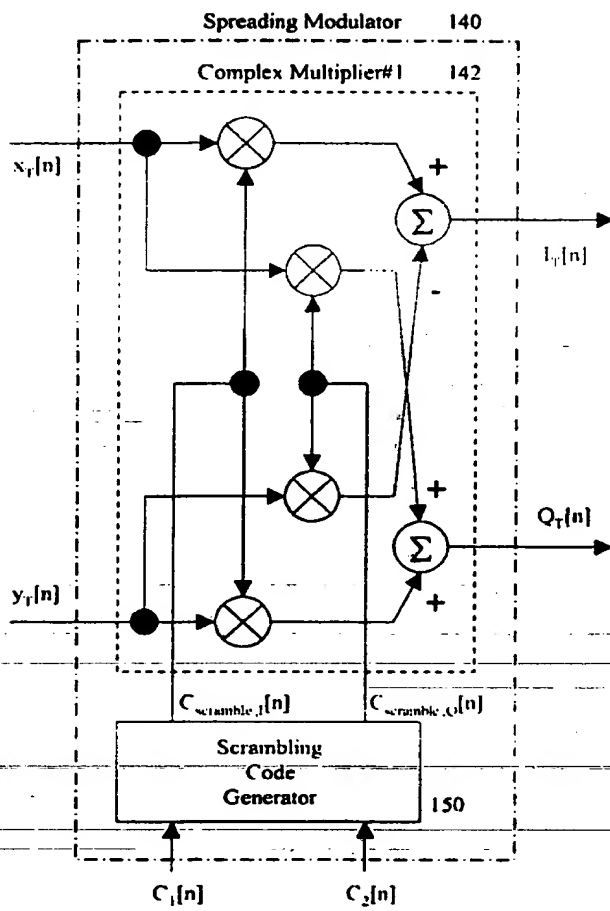 Spreading Modulator 140
Complex Multiplier#1 142
x_T[n]
+
Σ
I_T[n]
-
+
Σ
Q_T[n]
+
y_T[n]
C_scramble,I[n] C_scramble,Q[n]
Scrambling
Code
Generator
150
C_1[n] C_2[n]